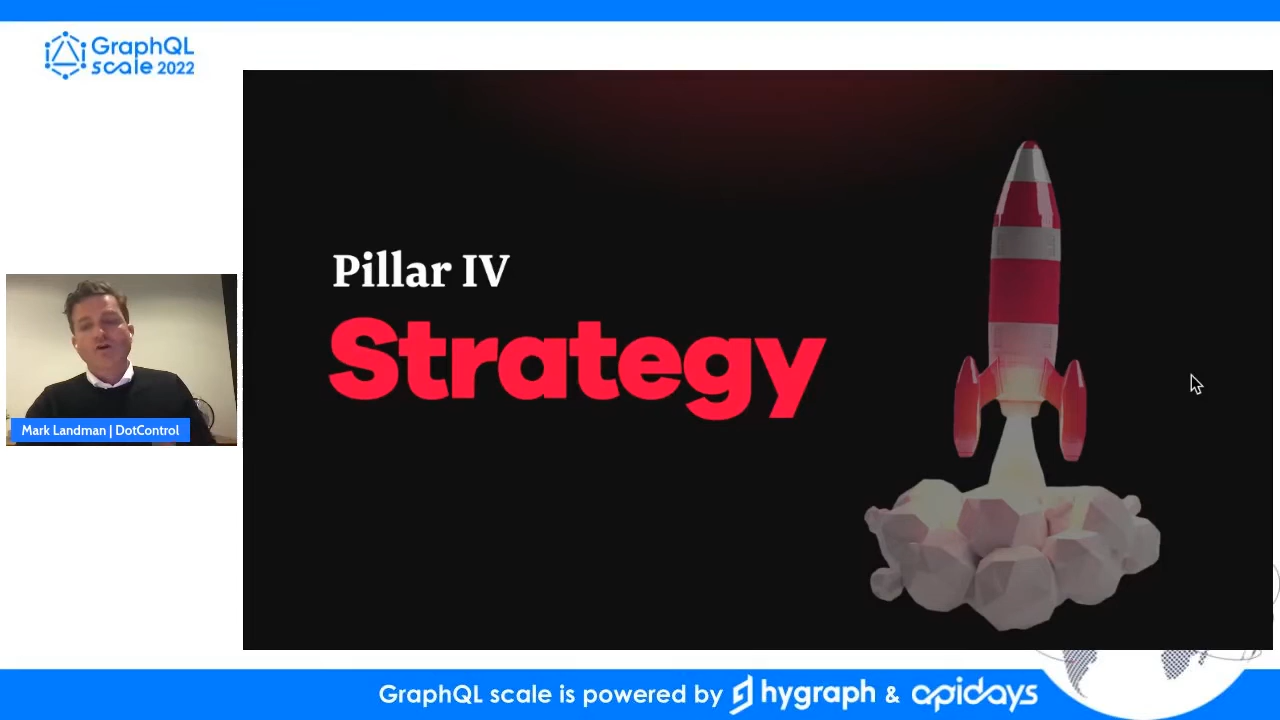 GraphQL
scale 2022
Pillar IV
Strategy
Mark Landman | DotControl
GraphQL scale is powered by hygraph & apidays